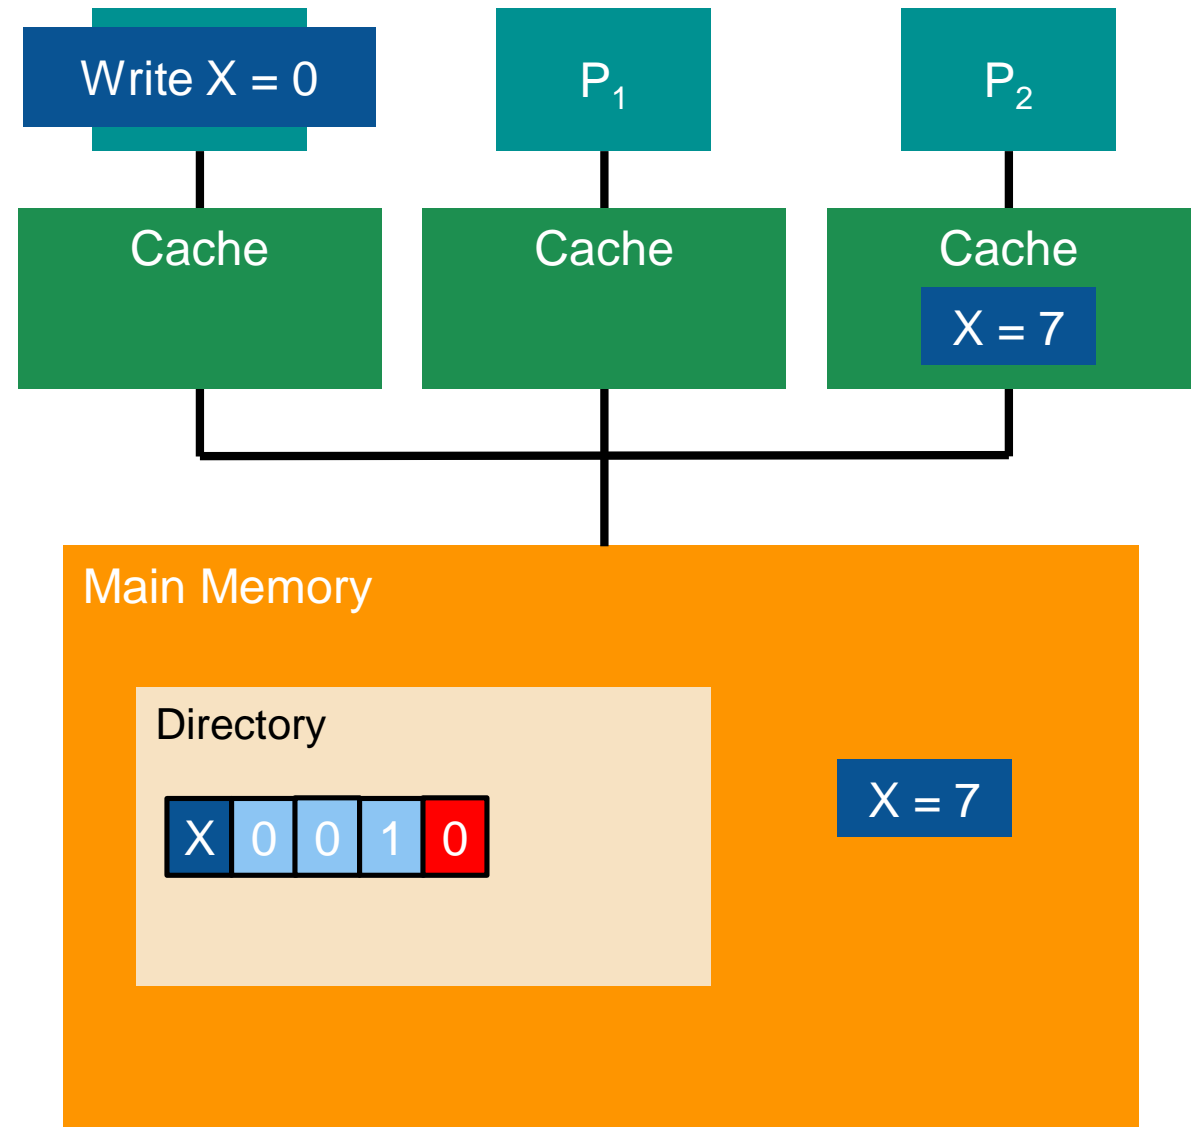 Write X = 0
P₁
P₂
Cache
Cache
Cache
X = 7
Main Memory
Directory
X 0 0 1 0
X = 7